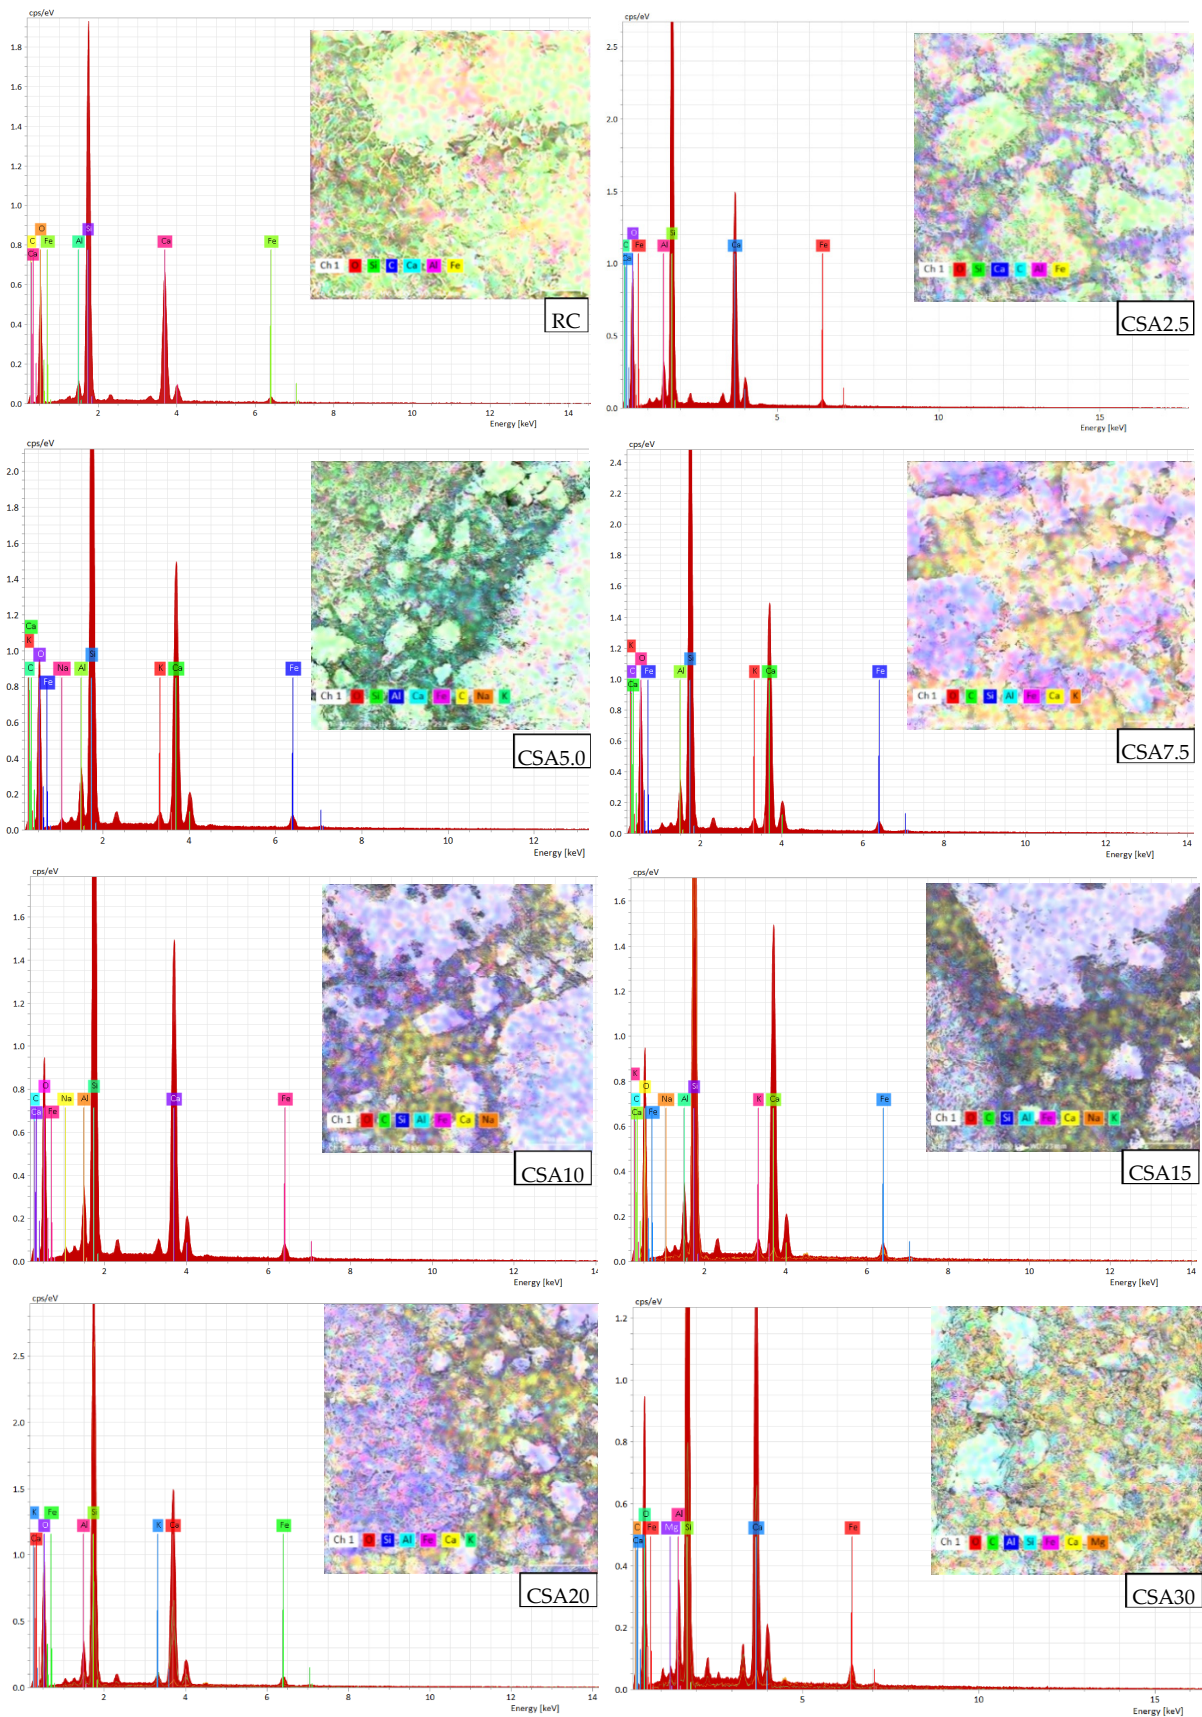 cps/eV
1.8
1.6
1.4
1.2
1.0
0.8
0.6
0.4
0.2
0.0
O Si
C Fe Al Ca Fe
Ca
2 4 6 8 10 12 14
Energy [keV]
Ch 1 O Si C Ca Al Fe
RC
cps/eV
2.5
2.0
1.5
1.0
0.5
0.0
O Si
C Fe Al Ca Fe
Ca
5 10 15
Energy [keV]
Ch 1 O Si Ca C Al Fe
CSA2.5
cps/eV
2.0
1.8
1.6
1.4
1.2
1.0
0.8
0.6
0.4
0.2
0.0
Ca
K
O Si
C Na Al K Ca Fe
Fe
2 4 6 8 10 12
Energy [keV]
Ch 1 O Si Al Ca Fe C Na K
CSA5.0
cps/eV
2.4
2.2
2.0
1.8
1.6
1.4
1.2
1.0
0.8
0.6
0.4
0.2
0.0
K
O Si
C Fe Al K Ca Fe
Ca
2 4 6 8 10 12 14
Energy [keV]
Ch 1 O C Si Al Fe Ca K
CSA7.5
cps/eV
1.6
1.4
1.2
1.0
0.8
0.6
0.4
0.2
0.0
O Si
C Na Al Ca Fe
Ca Fe
2 4 6 8 10 12 14
Energy [keV]
Ch 1 O C Si Al Fe Ca Na
CSA10
cps/eV
1.6
1.4
1.2
1.0
0.8
0.6
0.4
0.2
0.0
K O Si
C Na Al K Ca Fe
Ca Fe
2 4 6 8 10 12 14
Energy [keV]
Ch 1 O C Si Al Fe Ca Na K
CSA15
cps/eV
2.5
2.0
1.5
1.0
0.5
0.0
K Fe Si
O Al K Ca Fe
Ca
2 4 6 8 10 12 14
Energy [keV]
Ch 1 O Si Al Fe Ca K
CSA20
cps/eV
1.2
1.0
0.8
0.6
0.4
0.2
0.0
O Al
C Fe Mg Si Ca Fe
Ca
5 10 15
Energy [keV]
Ch 1 O C Al Si Fe Ca Mg
CSA30